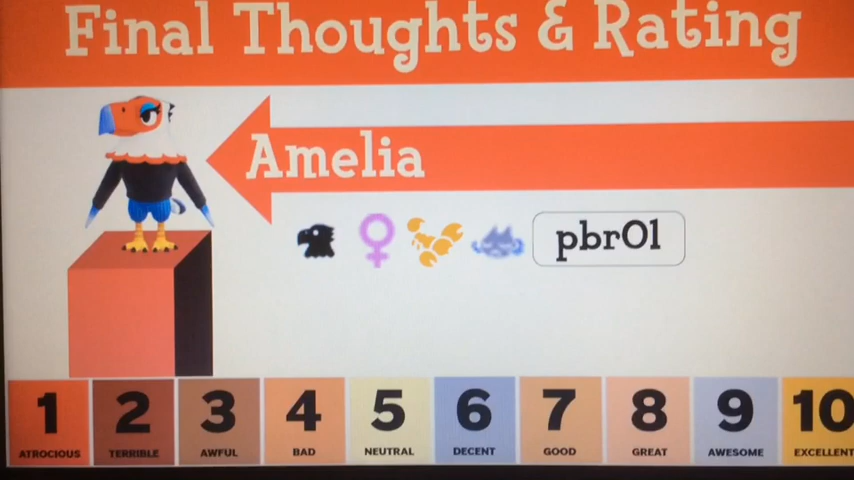 Final Thoughts & Rating
Amelia
pbr01
1 2 3 4 5 6 7 8 9 10
ATROCIOUS TERRIBLE AWFUL BAD NEUTRAL DECENT GOOD GREAT AWESOME EXCELLENT